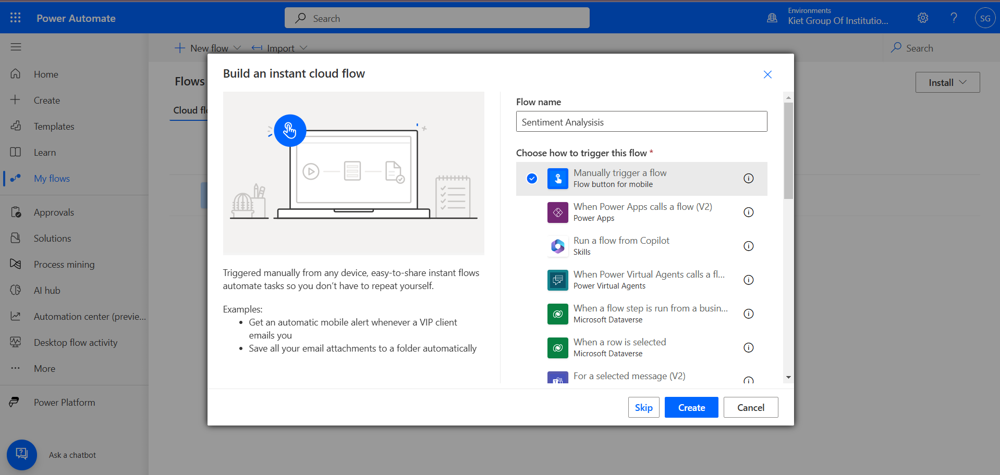 Power Automate
Search
Environments
Kiet Group Of Institutio...
?
SG
New flow
Import
Search
Home
Create
Templates
Learn
My flows
Approvals
Solutions
Process mining
AI hub
Automation center (previe...
Desktop flow activity
More
Power Platform
Ask a chatbot
Flows
Install
Cloud flo
Build an instant cloud flow
Triggered manually from any device, easy-to-share instant flows
automate tasks so you don’t have to repeat yourself.
Examples:
• Get an automatic mobile alert whenever a VIP client
emails you
• Save all your email attachments to a folder automatically
Flow name
Sentiment Analysisis
Choose how to trigger this flow *
Manually trigger a flow
Flow button for mobile
When Power Apps calls a flow (V2)
Power Apps
Run a flow from Copilot
Skills
When Power Virtual Agents calls a fl...
Power Virtual Agents
When a flow step is run from a busin...
Microsoft Dataverse
When a row is selected
Microsoft Dataverse
For a selected message (V2)
Skip
Create
Cancel